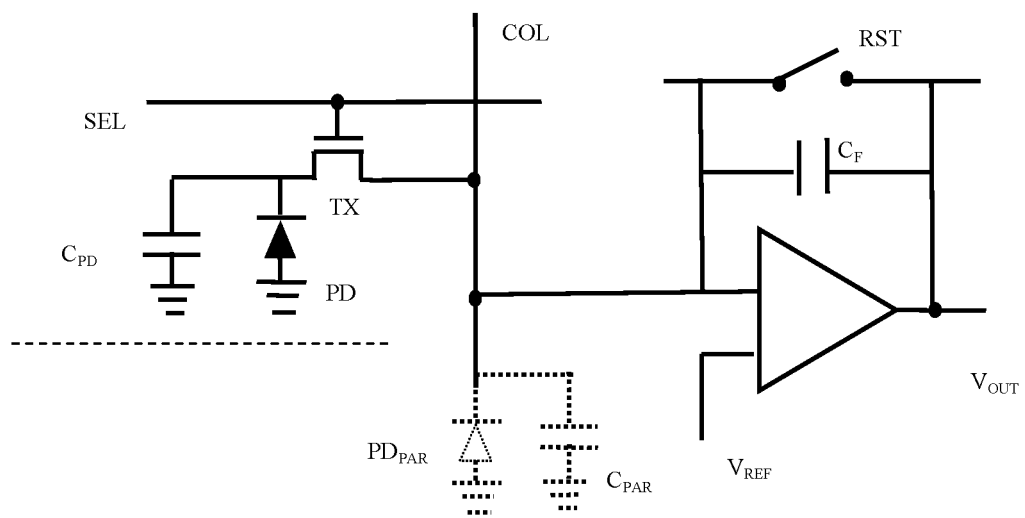 COL
RST
SEL
C_F
TX
C_PD
PD
V_OUT
PD_PAR
V_REF
C_PAR